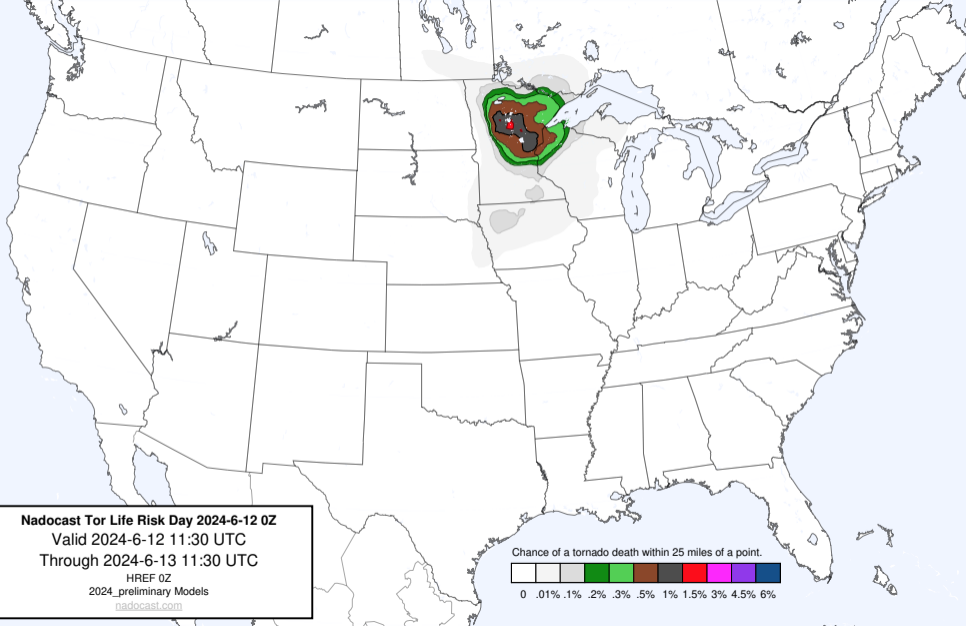 Nadocast Tor Life Risk Day 2024-6-12 0Z
Valid 2024-6-12 11:30 UTC
Through 2024-6-13 11:30 UTC
HREF 0Z
2024_preliminary Models
nadocast.com
Chance of a tornado death within 25 miles of a point.
0 .01% .1% .2% .3% .5% 1% 1.5% 3% 4.5% 6%